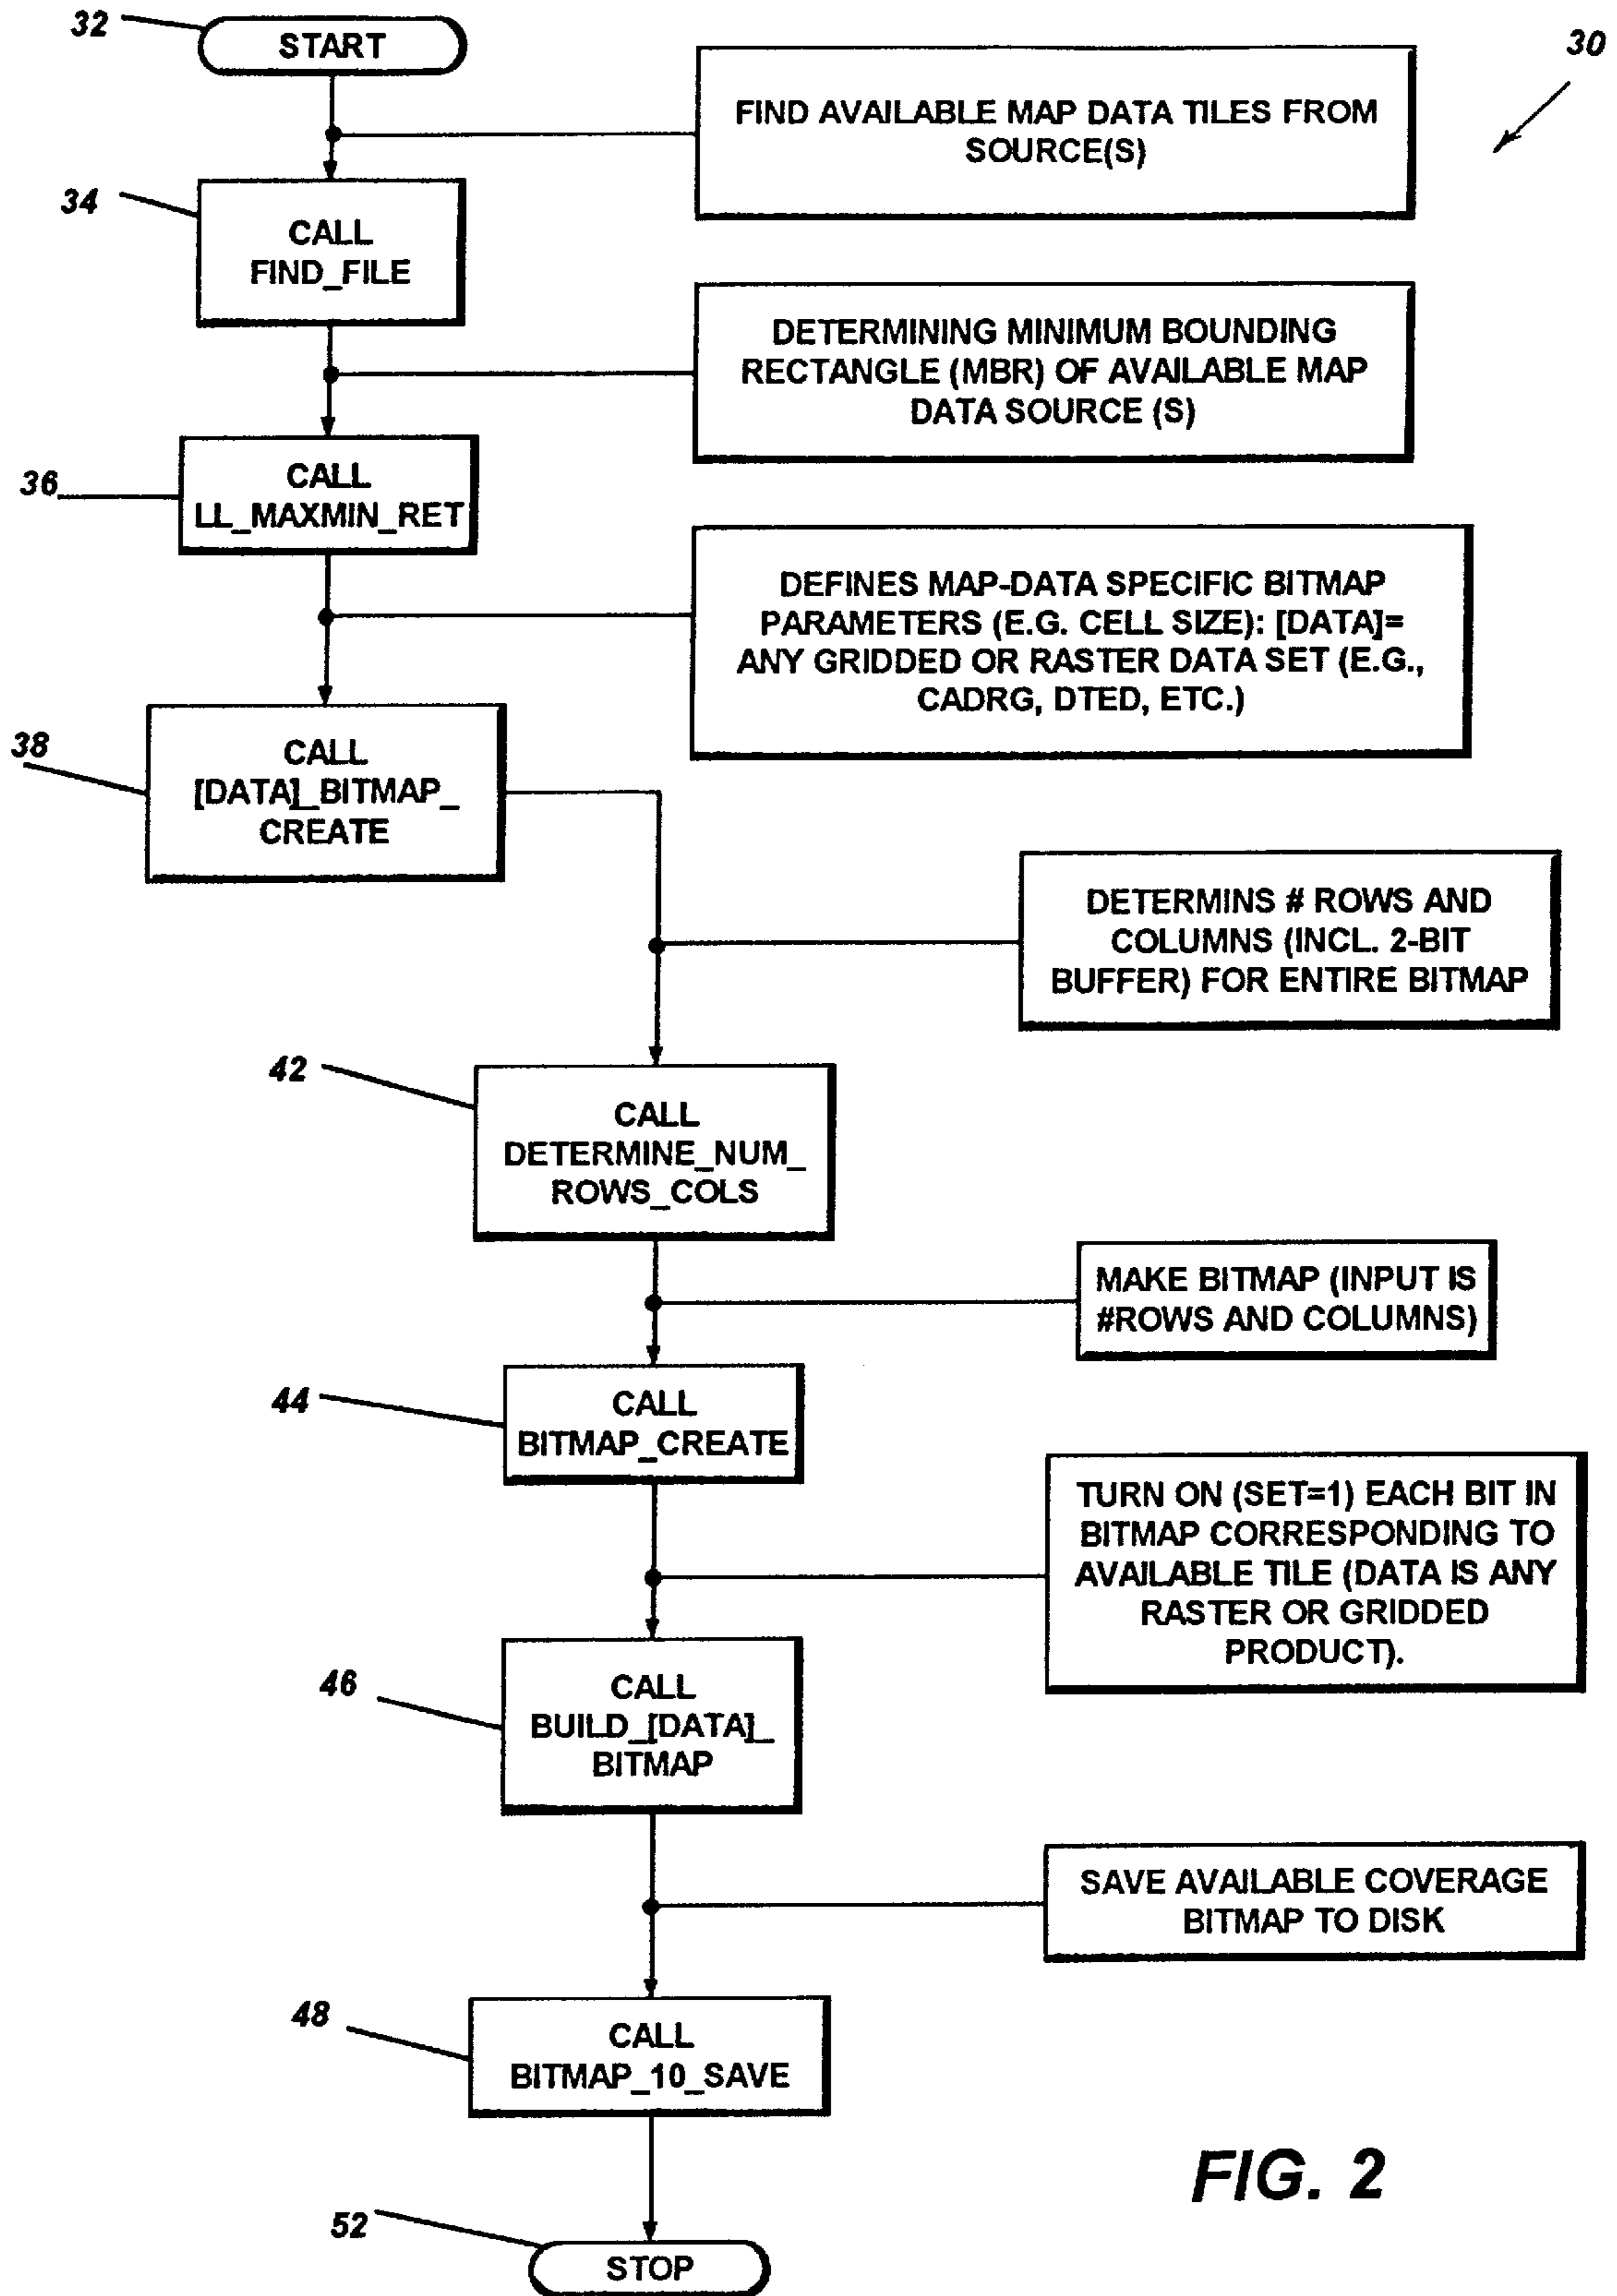 32
START
30
FIND AVAILABLE MAP DATA TILES FROM
SOURCE(S)
34
CALL
FIND_FILE
DETERMINING MINIMUM BOUNDING
RECTANGLE (MBR) OF AVAILABLE MAP
DATA SOURCE (S)
36
CALL
LL_MAXMIN_RET
DEFINES MAP-DATA SPECIFIC BITMAP
PARAMETERS (E.G. CELL SIZE): [DATA]=
ANY GRIDDED OR RASTER DATA SET (E.G.,
CADRG, DTED, ETC.)
38
CALL
[DATA]_BITMAP_
CREATE
DETERMINS # ROWS AND
COLUMNS (INCL. 2-BIT
BUFFER) FOR ENTIRE BITMAP
42
CALL
DETERMINE_NUM_
ROWS_COLS
MAKE BITMAP (INPUT IS
#ROWS AND COLUMNS)
44
CALL
BITMAP_CREATE
TURN ON (SET=1) EACH BIT IN
BITMAP CORRESPONDING TO
AVAILABLE TILE (DATA IS ANY
RASTER OR GRIDDED
PRODUCT).
46
CALL
BUILD_[DATA]_
BITMAP
SAVE AVAILABLE COVERAGE
BITMAP TO DISK
48
CALL
BITMAP_10_SAVE
FIG. 2
52
STOP